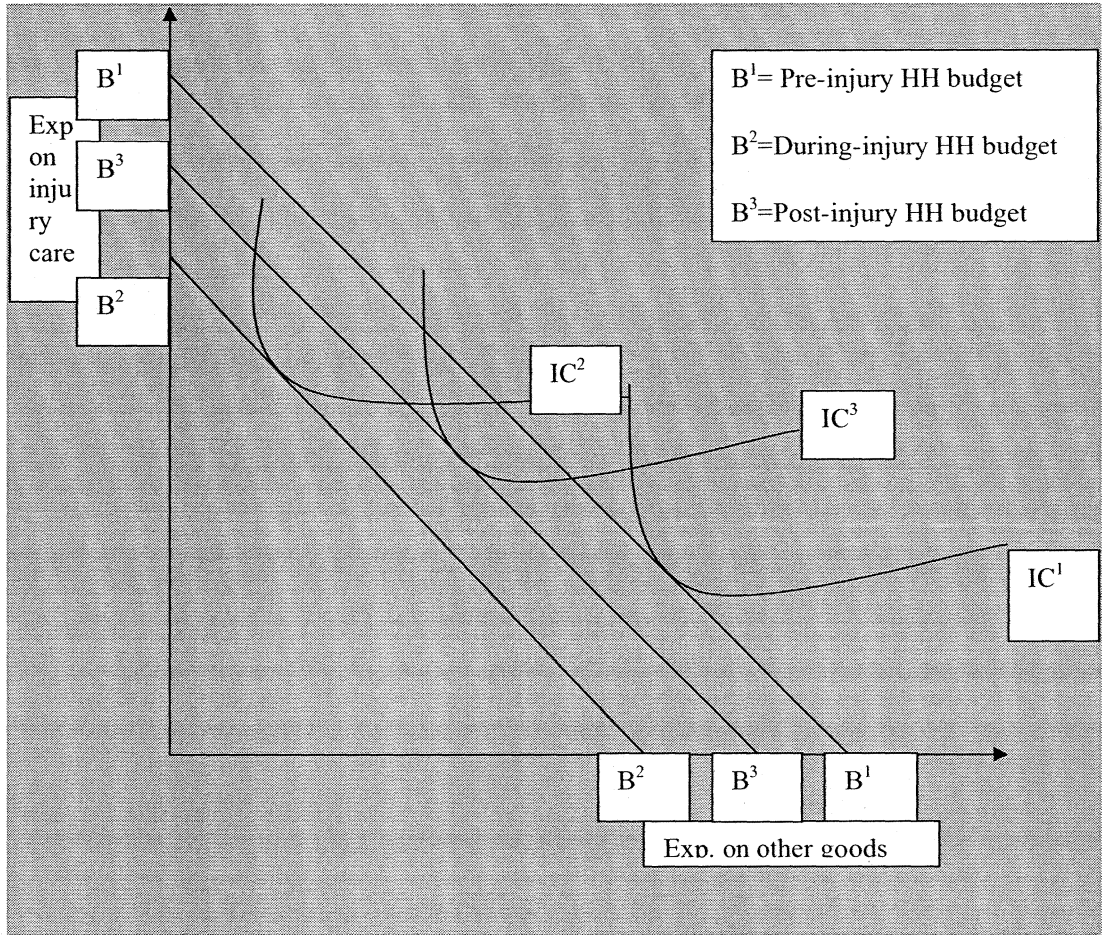 B¹
B¹= Pre-injury HH budget
Exp
on
inju
ry
care
B³
B²=During-injury HH budget
B³=Post-injury HH budget
B²
IC²
IC³
IC¹
B²
B³
B¹
Exp. on other goods